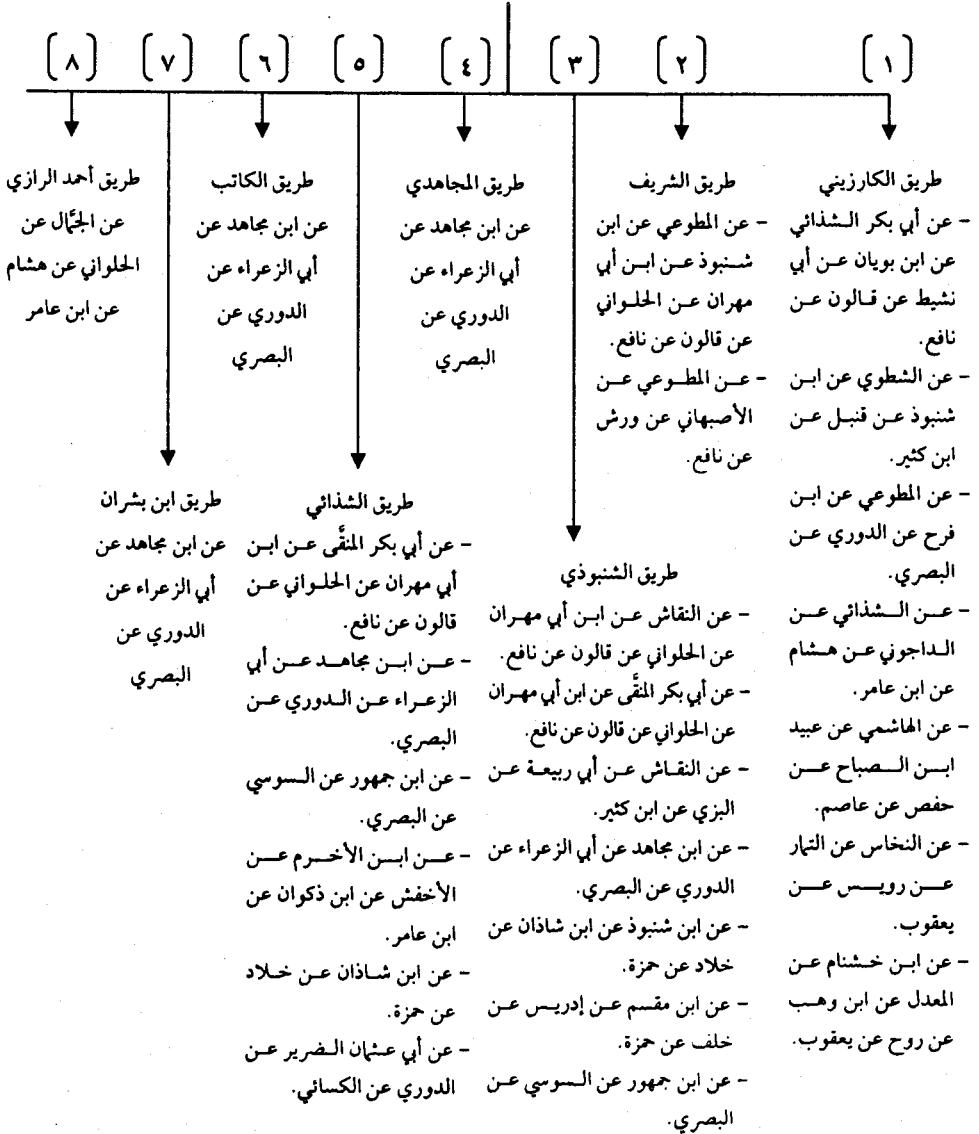 [١] [٢] [٣] [٤] [٥] [٦] [٧] [٨]
طريق الكارزيني
- عن أبي بكر الشذائي
عن ابن بويان عن أبي
نشيط عن قالون عن
نافع.
- عن الشطوي عن ابن
شنبوذ عن قنبل عن
ابن كثير.
- عن المطوعي عن ابن
فرح عن الدوري عن
البصري.
- عن الشذائي عن
الداجوني عن هشام
عن ابن عامر.
- عن الهاشمي عن عبيد
ابن الصباح عن
حفص عن عاصم.
- عن النخاس عن التمار
عن رويس عن
يعقوب.
- عن ابن خشنام عن
المعدل عن ابن وهب
عن روح عن يعقوب.
طريق الشريف
- عن المطوعي عن ابن
شنبوذ عن ابن أبي
مهران عن الحلواني
عن قالون عن نافع.
- عن المطوعي عن
الأصبهاني عن ورش
عن نافع.
طريق الشنبوذي
- عن النقاش عن ابن أبي مهران
عن الحلواني عن قالون عن نافع.
- عن أبي بكر المنقَّى عن ابن أبي مهران
عن الحلواني عن قالون عن نافع.
- عن النقاش عن أبي ربيعة عن
البزي عن ابن كثير.
- عن ابن مجاهد عن أبي الزعراء عن
الدوري عن البصري.
- عن ابن شنبوذ عن ابن شاذان عن
خلاد عن حمزة.
- عن ابن مقسم عن إدريس عن
خلف عن حمزة.
- عن ابن جمهور عن السوسي عن
البصري.
طريق المجاهدي
عن ابن مجاهد عن
أبي الزعراء عن
الدوري عن
البصري
طريق الشذائي
- عن أبي بكر المنقَّى عن ابن
أبي مهران عن الحلواني عن
قالون عن نافع.
- عن ابن مجاهد عن أبي
الزعراء عن الدوري عن
البصري.
- عن ابن جمهور عن السوسي
عن البصري.
- عن ابن الأخرم عن
الأخفش عن ابن ذكوان عن
ابن عامر.
- عن ابن شاذان عن خلاد
عن حمزة.
- عن أبي عثمان الضرير عن
الدوري عن الكسائي.
طريق الكاتب
عن ابن مجاهد عن
أبي الزعراء عن
الدوري عن
البصري
طريق ابن بشران
عن ابن مجاهد عن
أبي الزعراء عن
الدوري عن
البصري
طريق أحمد الرازي
عن الجمَّال عن
الحلواني عن هشام
عن ابن عامر